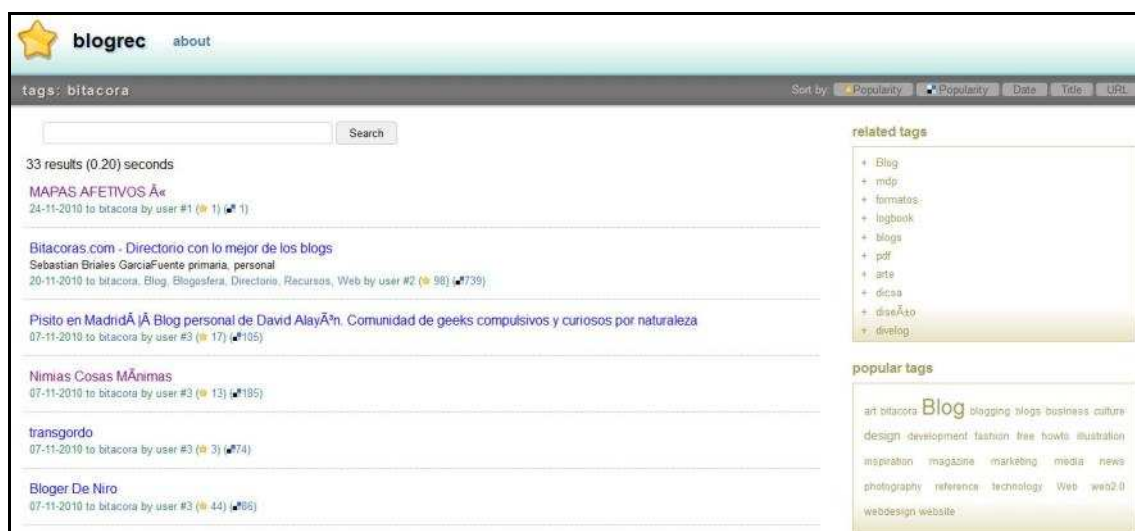 blogrec about
tags: bitacora
Sort by: Popularity Popularity Date Title URL
Search
33 results (0.20) seconds
MAPAS AFETIVOS Â«
24-11-2010 to bitacora by user #1 ( 1) ( 1)
Bitacoras.com - Directorio con lo mejor de los blogs
Sebastian Briales GarciaFuente primaria, personal
20-11-2010 to bitacora, Blog, Blogosfera, Directorio, Recursos, Web by user #2 ( 98) ( 739)
Pisito en MadridÂ |Â Blog personal de David AlayÃ³n. Comunidad de geeks compulsivos y curiosos por naturaleza
07-11-2010 to bitacora by user #3 ( 17) ( 105)
Nimias Cosas MÃ­nimas
07-11-2010 to bitacora by user #3 ( 13) ( 185)
transgordo
07-11-2010 to bitacora by user #3 ( 3) ( 74)
Bloger De Niro
07-11-2010 to bitacora by user #3 ( 44) ( 86)
related tags
+ Blog
+ mdp
+ formatos
+ logbook
+ blogs
+ pdf
+ arte
+ dicsa
+ diseÃ±o
+ divelog
popular tags
art bitacora Blog blogging blogs business culture
design development fashion free howto illustration
inspiration magazine marketing media news
photography reference technology Web web2.0
webdesign website